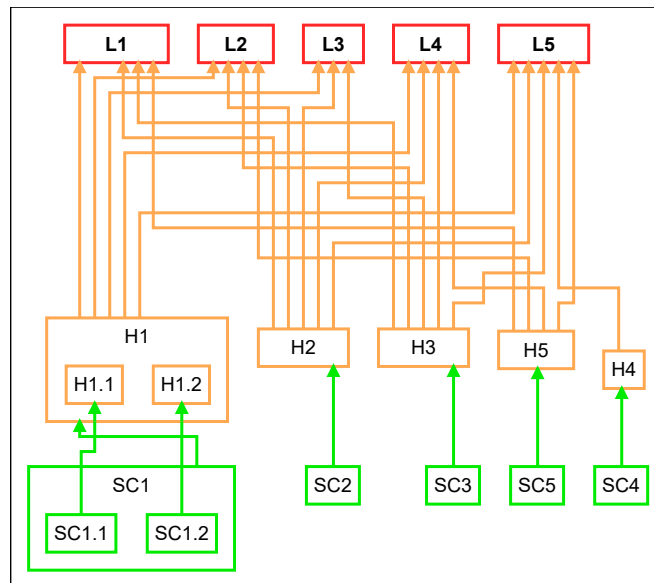 L1 L2 L3 L4 L5
H1 H2 H3 H5 H4
H1.1 H1.2
SC1 SC2 SC3 SC5 SC4
SC1.1 SC1.2